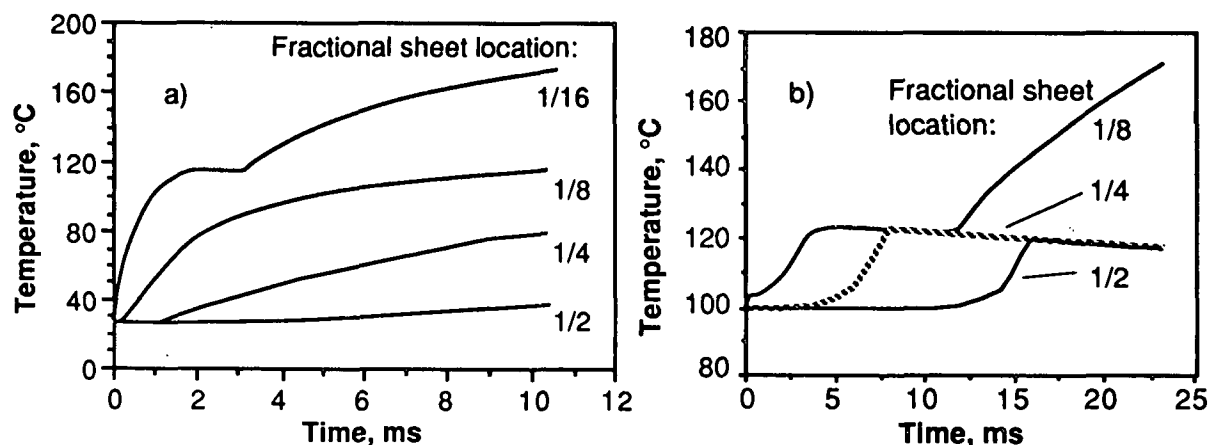 200
160
120
80
40
0
Temperature, °C
a)
Fractional sheet location:
1/16
1/8
1/4
1/2
0 2 4 6 8 10 12
Time, ms
180
160
140
120
100
80
Temperature, °C
b)
Fractional sheet
location:
1/8
1/4
1/2
0 5 10 15 20 25
Time, ms